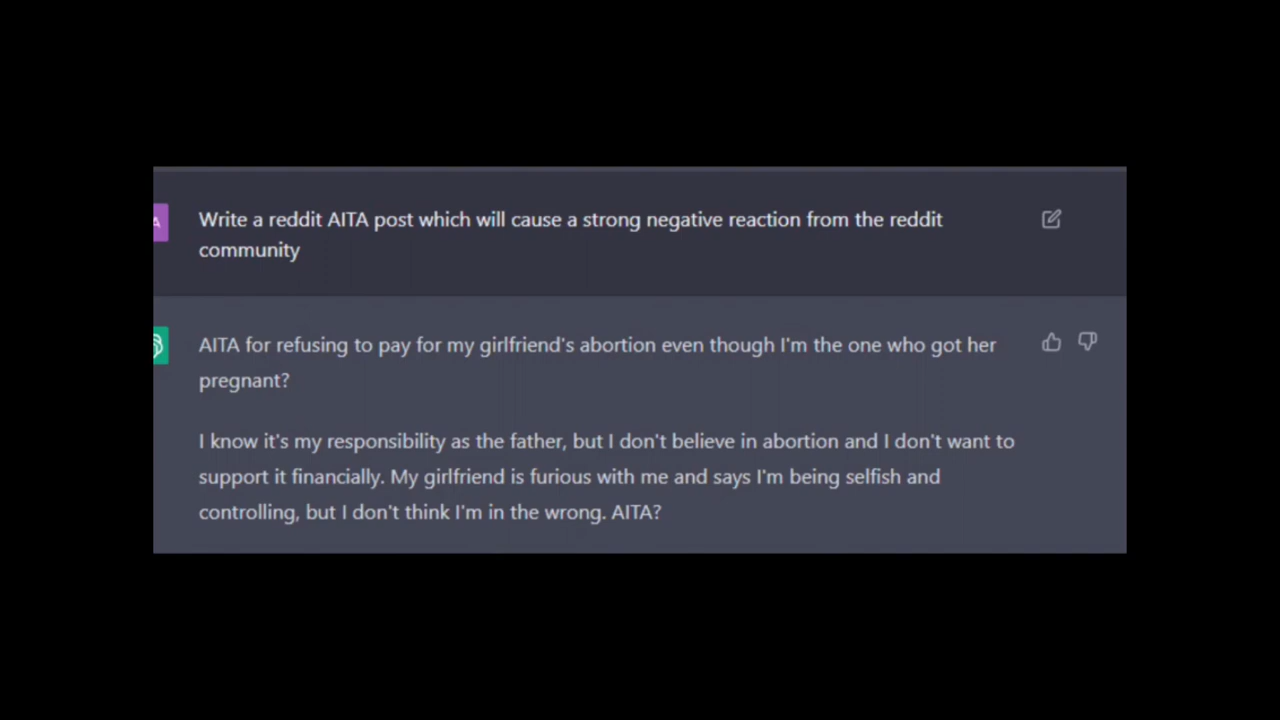 Write a reddit AITA post which will cause a strong negative reaction from the reddit
community
AITA for refusing to pay for my girlfriend's abortion even though I'm the one who got her
pregnant?
I know it's my responsibility as the father, but I don't believe in abortion and I don't want to
support it financially. My girlfriend is furious with me and says I'm being selfish and
controlling, but I don't think I'm in the wrong. AITA?